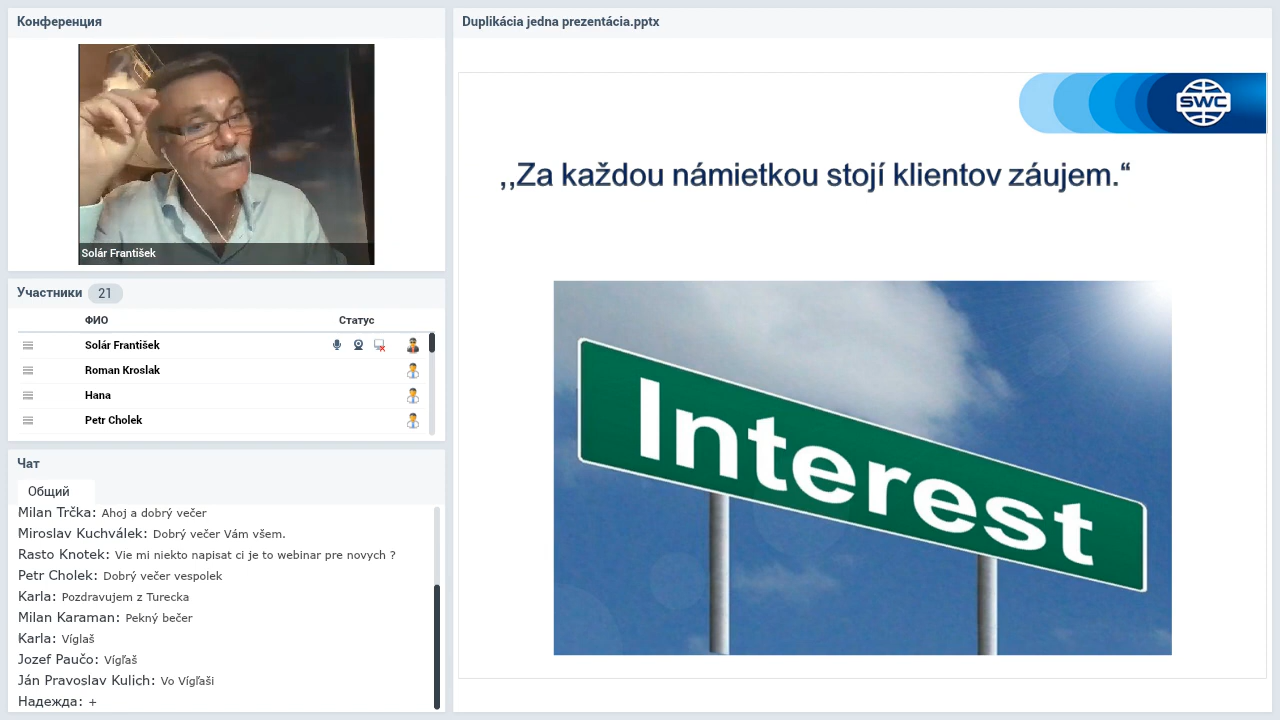 Конференция
Solár František
Участники 21
ФИО Статус
Solár František
Roman Kroslak
Hana
Petr Cholek
Чат
Общий
Milan Trčka: Ahoj a dobrý večer
Miroslav Kuchválek: Dobrý večer Vám všem.
Rasto Knotek: Vie mi niekto napisat ci je to webinar pre novych ?
Petr Cholek: Dobrý večer vespolek
Karla: Pozdravujem z Turecka
Milan Karaman: Pekný bečer
Karla: Víglaš
Jozef Paučo: Vígľaš
Ján Pravoslav Kulich: Vo Vígľaši
Надежда: +
Duplikácia jedna prezentácia.pptx
SWC
,,Za každou námietkou stojí klientov záujem.“
Interest